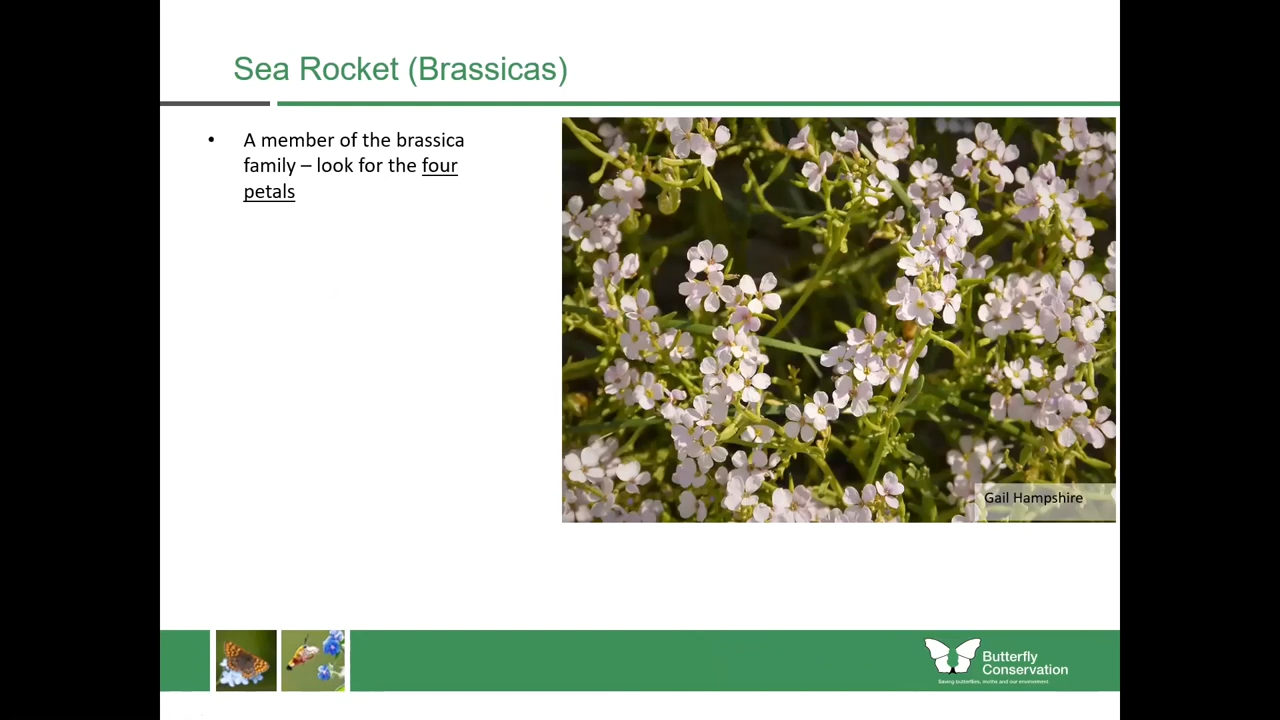 Sea Rocket (Brassicas)
• A member of the brassica
family – look for the four
petals
Gail Hampshire
Butterfly
Conservation
Saving butterflies, moths and our environment